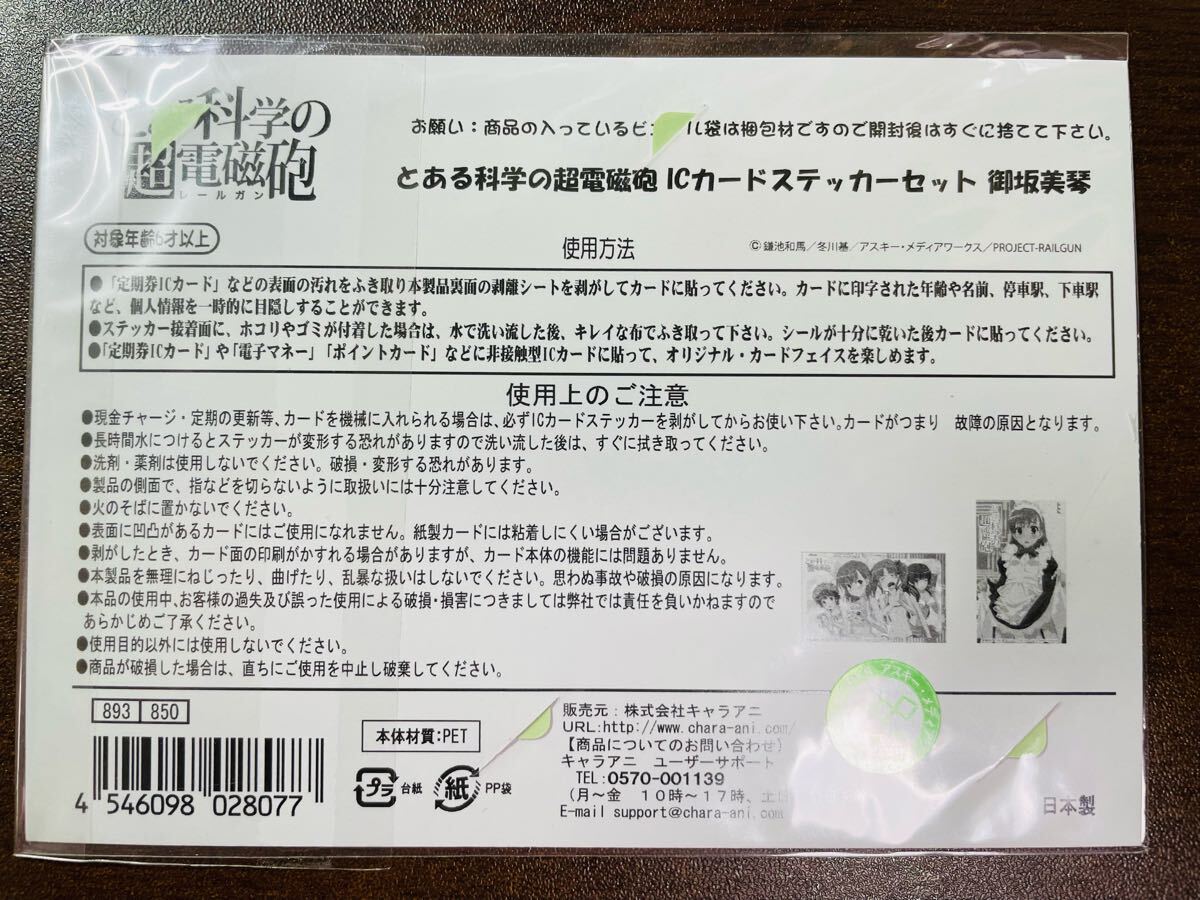 科学の
超電磁砲
レールガン
お願い：商品の入っているビ ル袋は梱包材ですので開封後はすぐに捨てて下さい。
とある科学の超電磁砲 ICカードステッカーセット 御坂美琴
対象年齢6才以上
使用方法
©鎌池和馬／冬川基／アスキー・メディアワークス／PROJECT-RAILGUN
●「定期券ICカード」などの表面の汚れをふき取り本製品裏面の剥離シートを剥がしてカードに貼ってください。カードに印字された年齢や名前、停車駅、下車駅
など、個人情報を一時的に目隠しすることができます。
●ステッカー接着面に、ホコリやゴミが付着した場合は、水で洗い流した後、キレイな布でふき取って下さい。シールが十分に乾いた後カードに貼ってください。
●「定期券ICカード」や「電子マネー」「ポイントカード」などに非接触型ICカードに貼って、オリジナル・カードフェイスを楽しめます。
使用上のご注意
●現金チャージ・定期の更新等、カードを機械に入れられる場合は、必ずICカードステッカーを剥がしてからお使い下さい。カードがつまり　故障の原因となります。
●長時間水につけるとステッカーが変形する恐れがありますので洗い流した後は、すぐに拭き取ってください。
●洗剤・薬剤は使用しないでください。破損・変形する恐れがあります。
●製品の側面で、指などを切らないように取扱いには十分注意してください。
●火のそばに置かないでください。
●表面に凹凸があるカードにはご使用になれません。紙製カードには粘着しにくい場合がございます。
●剥がしたとき、カード面の印刷がかすれる場合がありますが、カード本体の機能には問題ありません。
●本製品を無理にねじったり、曲げたり、乱暴な扱いはしないでください。思わぬ事故や破損の原因になります。
●本品の使用中、お客様の過失及び誤った使用による破損・損害につきましては弊社では責任を負いかねますので
あらかじめご了承ください。
●使用目的以外には使用しないでください。
●商品が破損した場合は、直ちにご使用を中止し破棄してください。
893 850
4 546098 028077
本体材質：PET
プラ 台紙 紙 PP袋
販売元：株式会社キャラアニ
URL:http://www.chara-ani.com/
【商品についてのお問い合わせ】
キャラアニ　ユーザーサポート
TEL:0570-001139
（月〜金　１０時〜１７時、土
E-mail support@chara-ani.com
アスキー・メディ
日本製